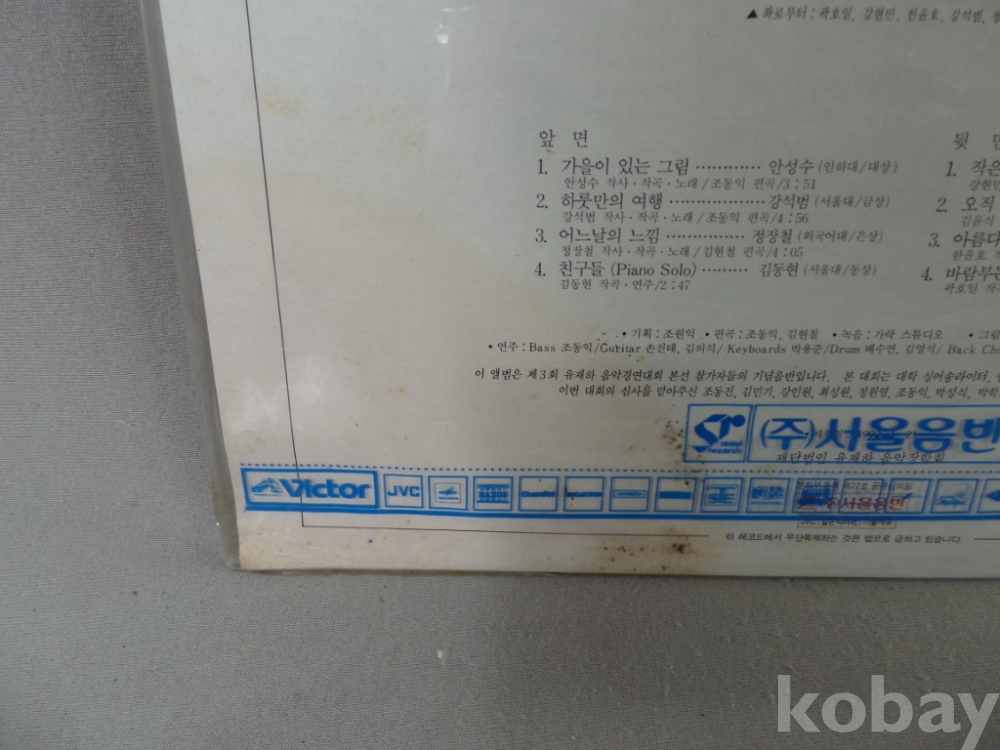 ▲ 좌로부터 : 곽호일, 강현민, 한윤호, 강석범,
앞 면
1. 가을이 있는 그림 ············ 안성수 (인하대/대상)
안성수 작사·작곡·노래/조동익 편곡/3 : 51
2. 하룻만의 여행 ·················· 강석범 (서울대/금상)
강석범 작사·작곡·노래/조동익 편곡/4 : 56
3. 어느날의 느낌 ··············· 정장철 (외국어대/은상)
정장철 작사·작곡·노래/김현철 편곡/4 : 05
4. 친구들 (Piano Solo) ········· 김동현 (서울대/동상)
김동현 작곡·연주/2 : 47
뒷
1. 작은
강현
2. 오직
김윤식
3. 아름다
한윤호
4. 바람부는
곽호일 작
• 기획 : 조원익 • 편곡 : 조동익, 김현철 • 녹음 : 가락 스튜디오 • 그림
• 연주 : Bass 조동익/Guritar 손진태, 김의석/Keyboards 박용준/Drum 배수연, 김영석/Back Cho
이 앨범은 제3회 유재하 음악경연대회 본선 참가자들의 기념음반입니다. 본 대회는 대학 싱어송라이터,
이번 대회의 심사를 맡아주신 조동진, 김민기, 강인원, 최성원, 정원영, 조동익, 박성식,
(주)서울음반
재단법인 유재하 음악장학회
Victor JVC
(주)서울음반
이 레코드에서 무단복제하는 것은 법으로 금하고 있습니다
kobay